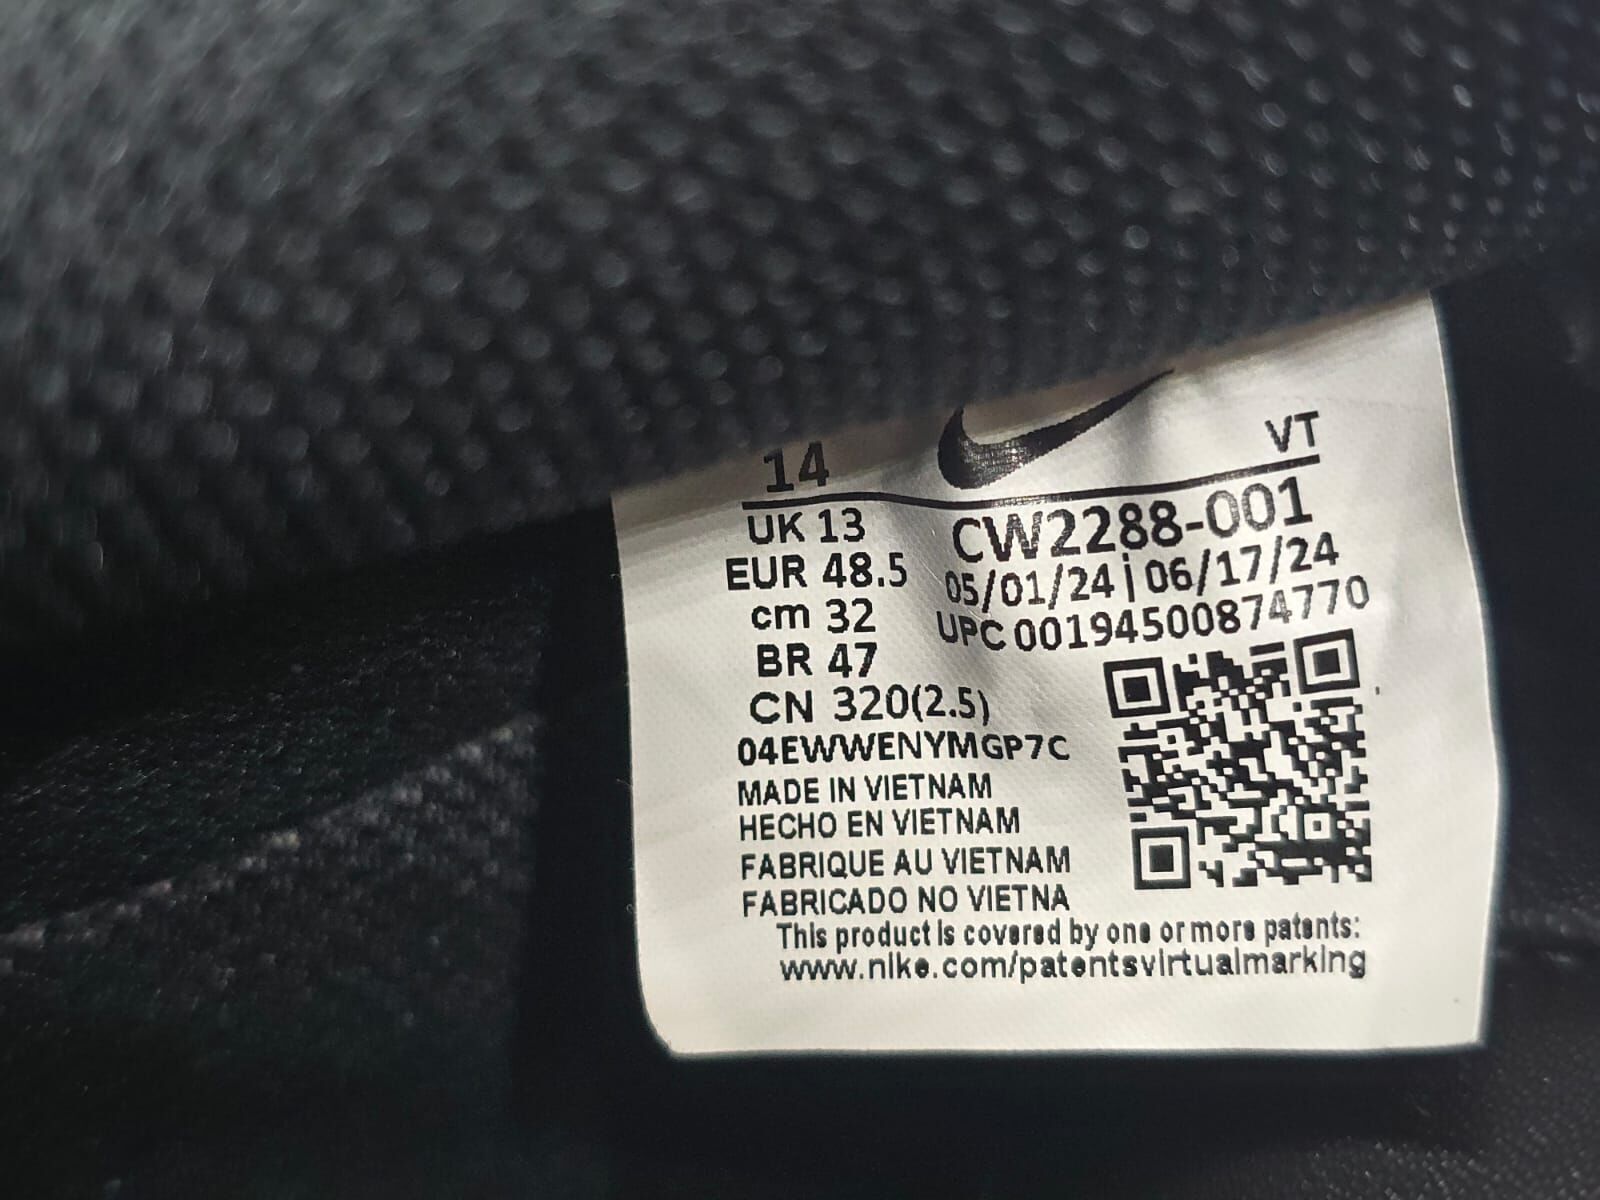 14
VT
UK 13
EUR 48.5
cm 32
BR 47
CN 320(2.5)
CW2288-001
05/01/24 | 06/17/24
UPC 00194500874770
04EWWENYMGP7C
MADE IN VIETNAM
HECHO EN VIETNAM
FABRIQUE AU VIETNAM
FABRICADO NO VIETNA
This product is covered by one or more patents:
www.nike.com/patentsvirtualmarking